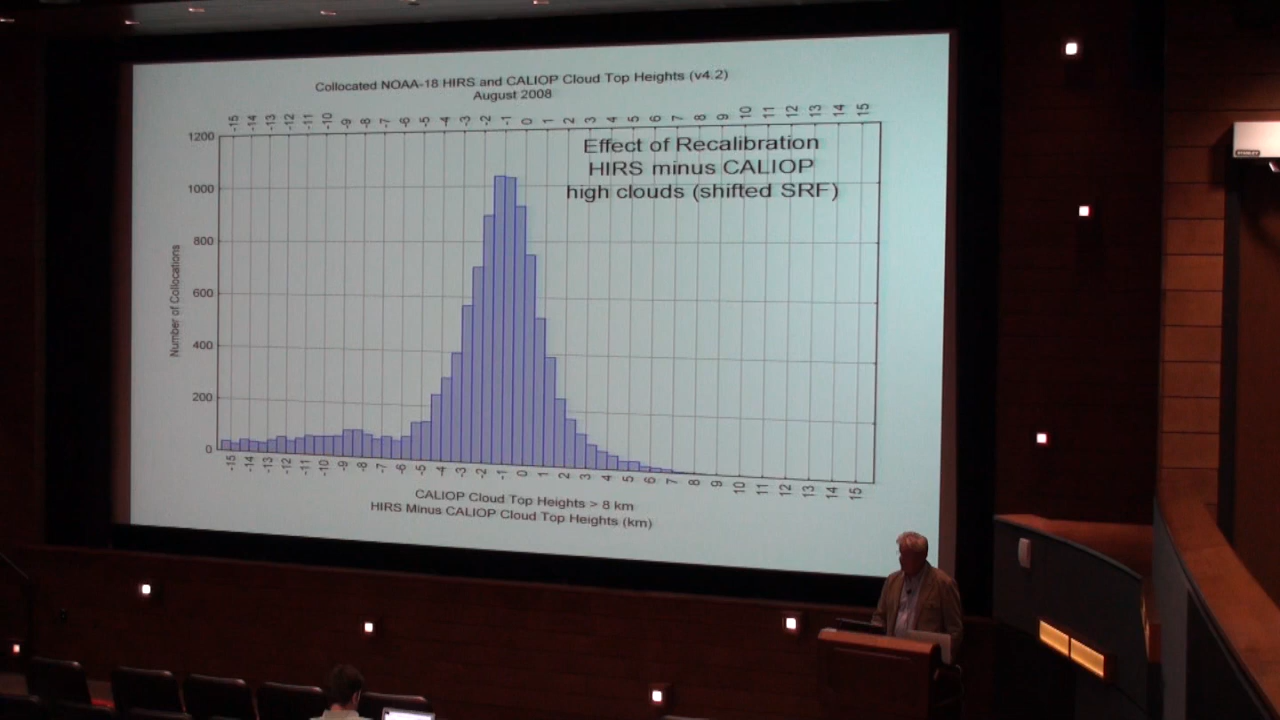 Collocated NOAA-18 HIRS and CALIOP Cloud Top Heights (v4.2)
August 2008
-15 -14 -13 -12 -11 -10 -9 -8 -7 -6 -5 -4 -3 -2 -1 0 1 2 3 4 5 6 7 8 9 10 11 12 13 14 15
Effect of Recalibration
HIRS minus CALIOP
high clouds (shifted SRF)
1200
1000
800
600
400
200
0
Number of Collocations
-15 -14 -13 -12 -11 -10 -9 -8 -7 -6 -5 -4 -3 -2 -1 0 1 2 3 4 5 6 7 8 9 10 11 12 13 14 15
CALIOP Cloud Top Heights > 8 km
HIRS Minus CALIOP Cloud Top Heights (km)